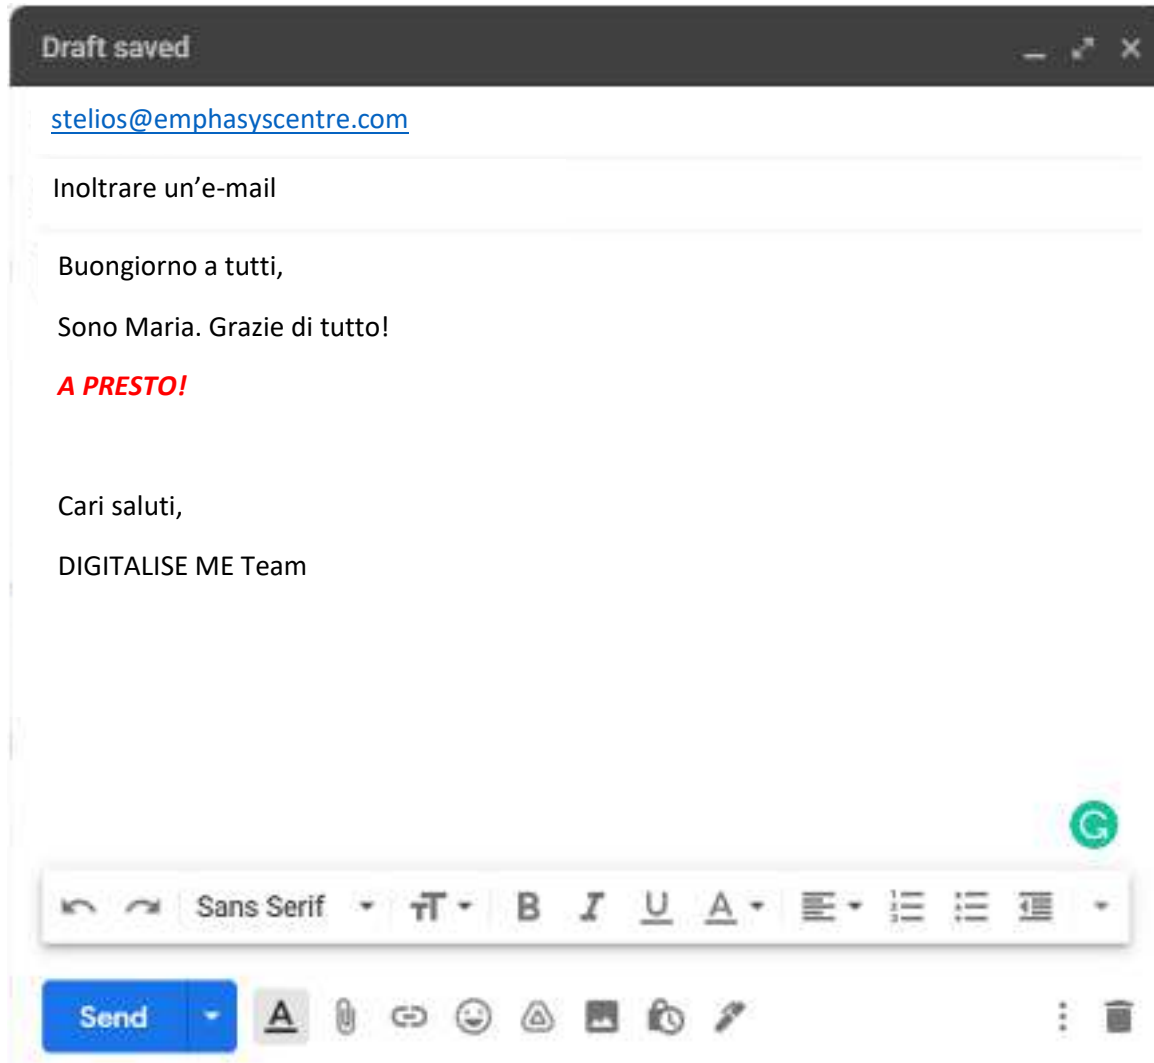 Draft saved
stelios@emphasyscentre.com
Inoltrare un’e-mail
Buongiorno a tutti,
Sono Maria. Grazie di tutto!
A PRESTO!
Cari saluti,
DIGITALISE ME Team
Sans Serif
Send